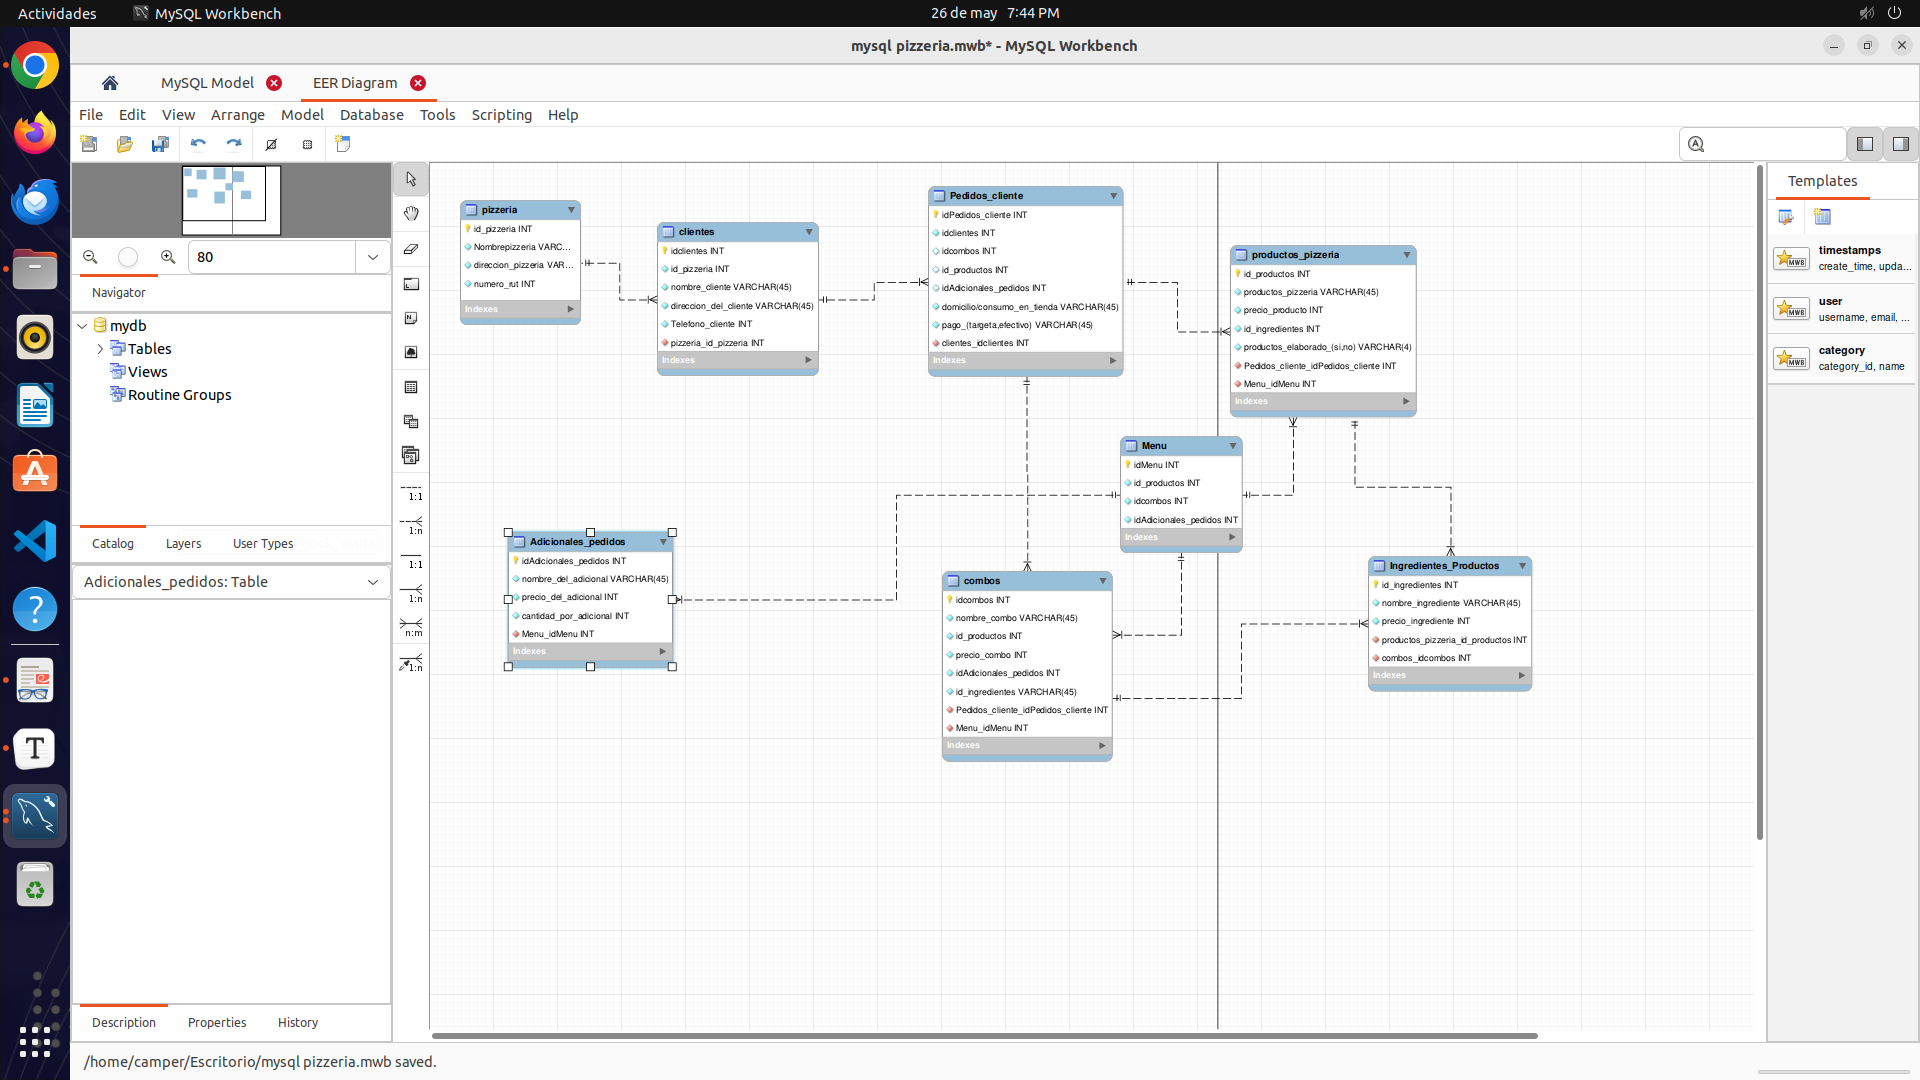 Actividades
MySQL Workbench
26 de may 7:44 PM
mysql pizzeria.mwb* - MySQL Workbench
MySQL Model
EER Diagram
File Edit View Arrange Model Database Tools Scripting Help
80
Navigator
mydb
Tables
Views
Routine Groups
Catalog Layers User Types
Adicionales_pedidos: Table
Description Properties History
/home/camper/Escritorio/mysql pizzeria.mwb saved.
1:1
1:n
1:1
1:n
n:m
1:n
pizzeria
id_pizzeria INT
Nombrepizzeria VARC...
direccion_pizzeria VAR...
numero_rut INT
Indexes
clientes
idclientes INT
id_pizzeria INT
nombre_cliente VARCHAR(45)
direccion_del_cliente VARCHAR(45)
Telefono_cliente INT
pizzeria_id_pizzeria INT
Indexes
Pedidos_cliente
idPedidos_cliente INT
idclientes INT
idcombos INT
id_productos INT
idAdicionales_pedidos INT
domicilio/consumo_en_tienda VARCHAR(45)
pago_(targeta,efectivo) VARCHAR(45)
clientes_idclientes INT
Indexes
productos_pizzeria
id_productos INT
productos_pizzeria VARCHAR(45)
precio_producto INT
id_ingredientes INT
productos_elaborado_(si,no) VARCHAR(4)
Pedidos_cliente_idPedidos_cliente INT
Menu_idMenu INT
Indexes
Menu
idMenu INT
id_productos INT
idcombos INT
idAdicionales_pedidos INT
Indexes
Adicionales_pedidos
idAdicionales_pedidos INT
nombre_del_adicional VARCHAR(45)
precio_del_adicional INT
cantidad_por_adicional INT
Menu_idMenu INT
Indexes
combos
idcombos INT
nombre_combo VARCHAR(45)
id_productos INT
precio_combo INT
idAdicionales_pedidos INT
id_ingredientes VARCHAR(45)
Pedidos_cliente_idPedidos_cliente INT
Menu_idMenu INT
Indexes
Ingredientes_Productos
id_ingredientes INT
nombre_ingrediente VARCHAR(45)
precio_ingrediente INT
productos_pizzeria_id_productos INT
combos_idcombos INT
Indexes
Templates
MWB
timestamps
create_time, upda...
MWB
user
username, email, ...
MWB
category
category_id, name